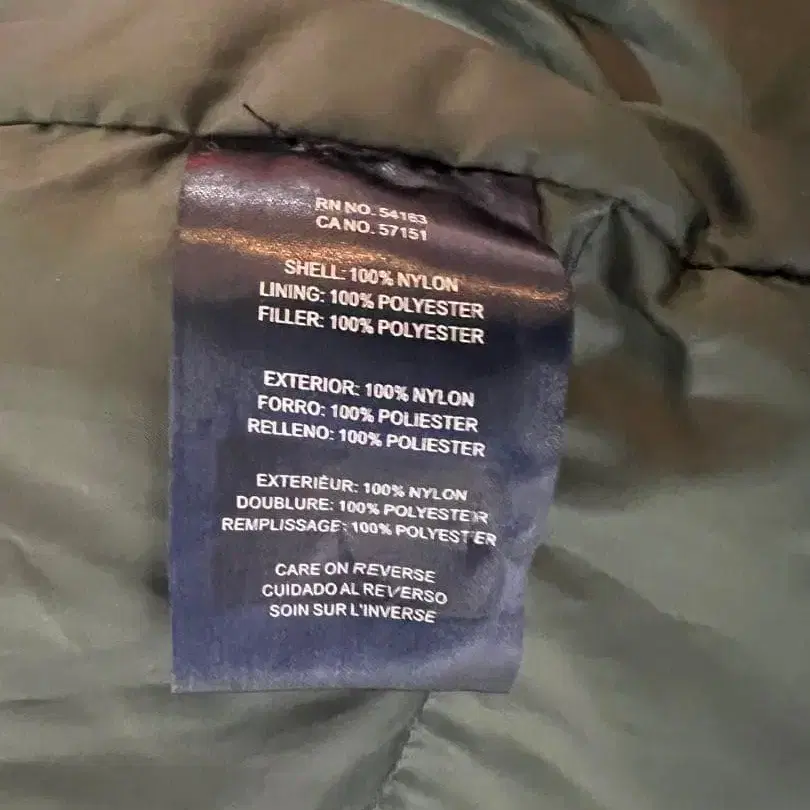 RN NO. 54163
CA NO. 57151
SHELL: 100% NYLON
LINING: 100% POLYESTER
FILLER: 100% POLYESTER
EXTERIOR: 100% NYLON
FORRO: 100% POLIESTER
RELLENO: 100% POLIESTER
EXTERIEUR: 100% NYLON
DOUBLURE: 100% POLYESTER
REMPLISSAGE: 100% POLYESTER
CARE ON REVERSE
CUIDADO AL REVERSO
SOIN SUR L'INVERSE